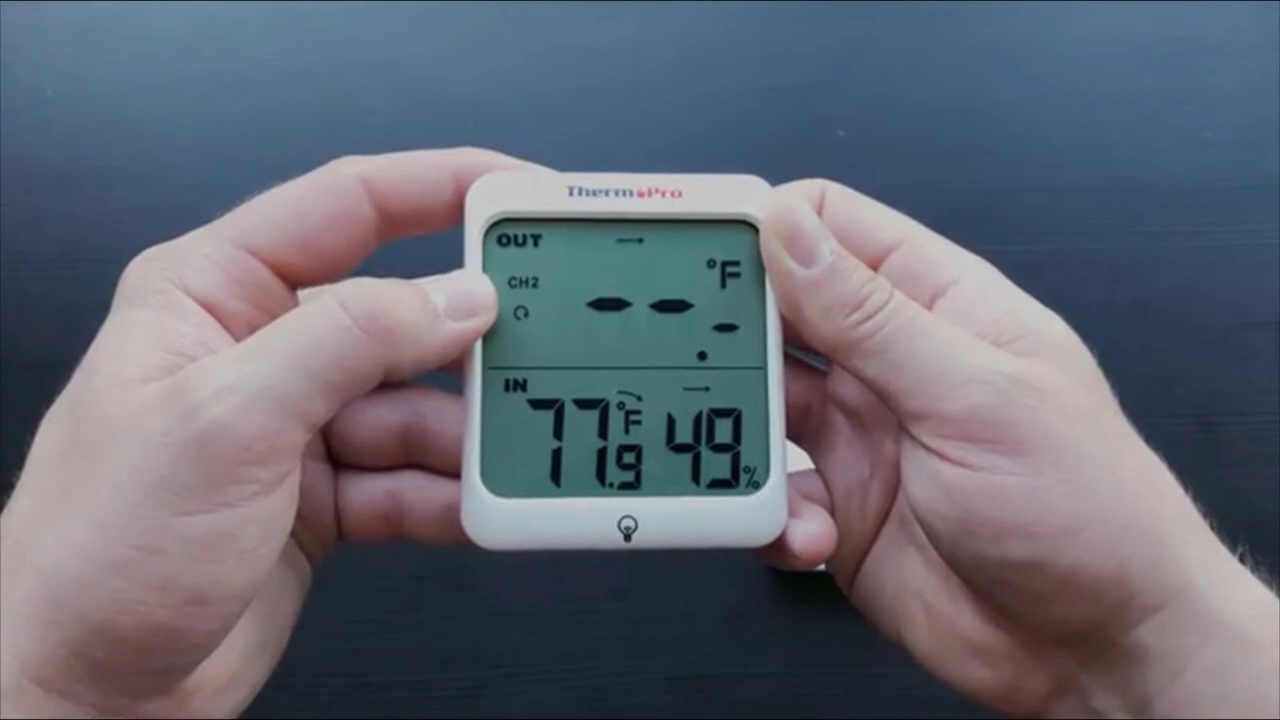 ThermoPro
OUT
CH2
°F
--.-
IN
77.9 °F 49%